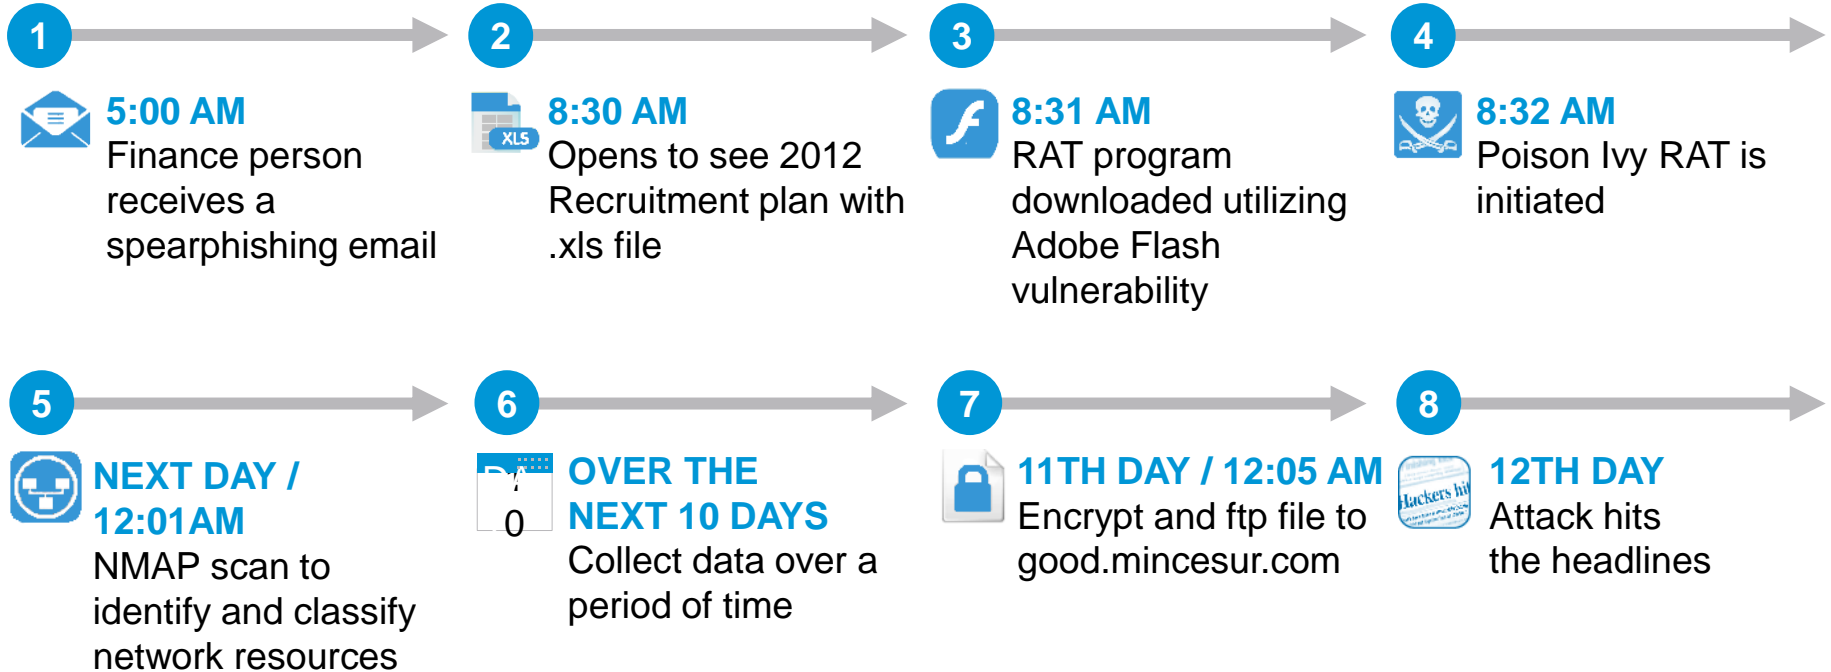 1
2
3
4
5:00 AM
Finance person
receives a
spearphishing email
XLS
8:30 AM
Opens to see 2012
Recruitment plan with
.xls file
8:31 AM
RAT program
downloaded utilizing
Adobe Flash
vulnerability
8:32 AM
Poison Ivy RAT is
initiated
5
6
7
8
NEXT DAY /
12:01AM
NMAP scan to
identify and classify
network resources
0
OVER THE
NEXT 10 DAYS
Collect data over a
period of time
11TH DAY / 12:05 AM
Encrypt and ftp file to
good.mincesur.com
Hackers hit
12TH DAY
Attack hits
the headlines